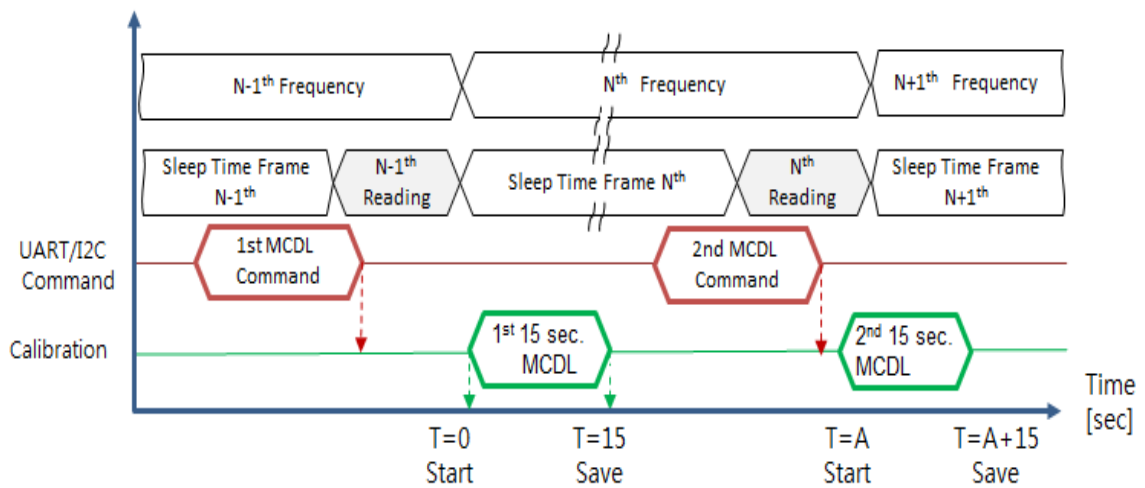 N-1th Frequency
Nth Frequency
N+1th Frequency
Sleep Time Frame
N-1th
N-1th
Reading
Sleep Time Frame Nth
Nth
Reading
Sleep Time Frame
N+1th
UART/I2C
Command
1st MCDL
Command
2nd MCDL
Command
Calibration
1st 15 sec.
MCDL
2nd 15 sec.
MCDL
Time
[sec]
T=0
Start
T=15
Save
T=A
Start
T=A+15
Save